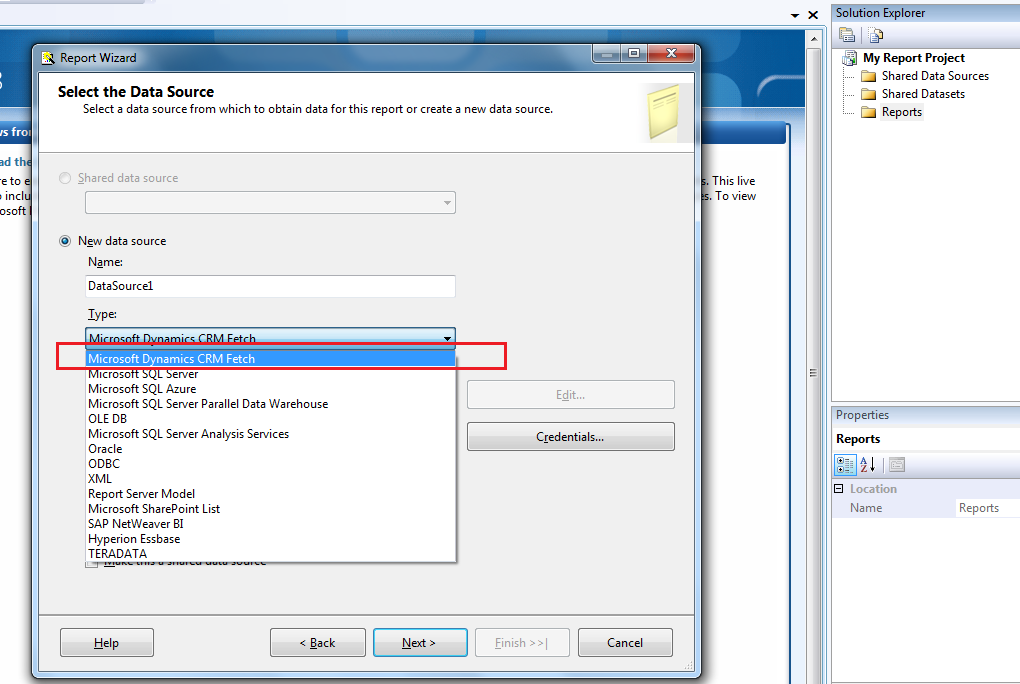 Solution Explorer
Report Wizard
My Report Project
Shared Data Sources
Shared Datasets
Reports
Select the Data Source
Select a data source from which to obtain data for this report or create a new data source.
ad the
re to e
s. This live
o inclu
es. To view
osoft
Shared data source
New data source
Name:
DataSource1
Type:
Microsoft Dynamics CRM Fetch
Microsoft Dynamics CRM Fetch
Microsoft SQL Server
Microsoft SQL Azure
Microsoft SQL Server Parallel Data Warehouse
OLE DB
Microsoft SQL Server Analysis Services
Oracle
ODBC
XML
Report Server Model
Microsoft SharePoint List
SAP NetWeaver BI
Hyperion Essbase
TERADATA
Make this a shared data source
Edit...
Credentials...
Help
< Back
Next >
Finish >>|
Cancel
Properties
Reports
Location
Name Reports